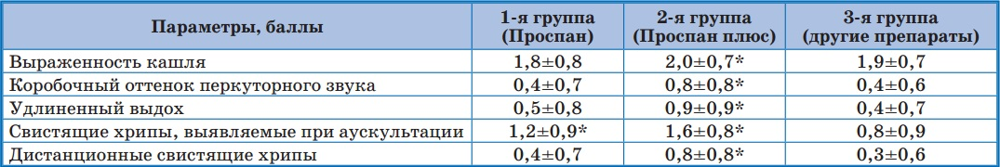 Параметры, баллы 1-я группа (Проспан) 2-я группа (Проспан плюс) 3-я группа (другие препараты)
Выраженность кашля 1,8±0,8 2,0±0,7* 1,9±0,7
Коробочный оттенок перкуторного звука 0,4±0,7 0,8±0,8* 0,4±0,6
Удлиненный выдох 0,5±0,8 0,9±0,9* 0,4±0,7
Свистящие хрипы, выявляемые при аускультации 1,2±0,9* 1,6±0,8* 0,8±0,9
Дистанционные свистящие хрипы 0,4±0,7 0,8±0,8* 0,3±0,6